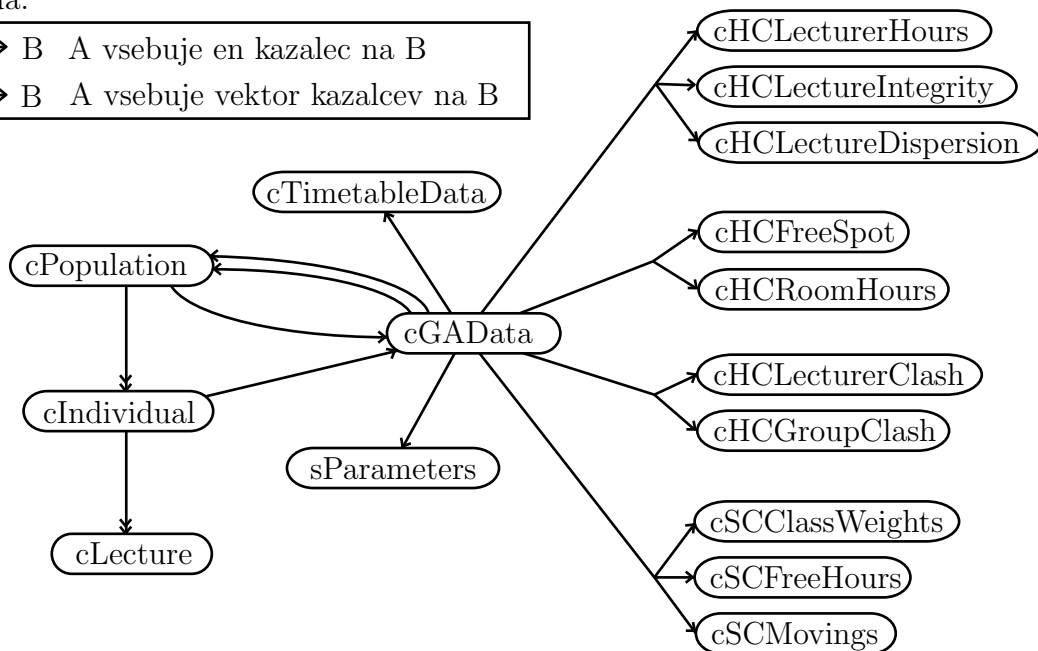 B A vsebuje en kazalec na B
B A vsebuje vektor kazalcev na B
cHCLecturerHours
cHCLectureIntegrity
cHCLectureDispersion
cTimetableData
cHCFreeSpot
cPopulation
cHCRoomHours
cGAData
cHCLecturerClash
cIndividual
cHCGroupClash
sParameters
cSCClassWeights
cLecture
cSCFreeHours
cSCMovings